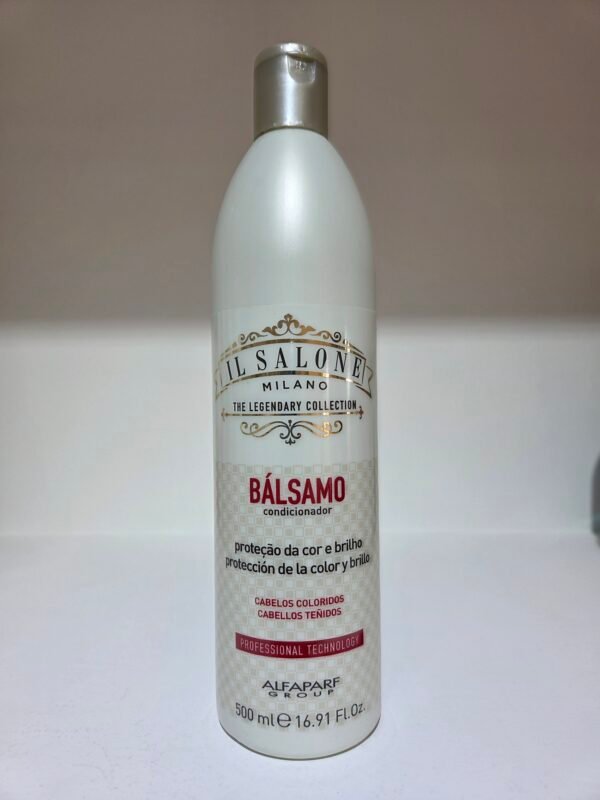 IL SALONE
MILANO
THE LEGENDARY COLLECTION
BÁLSAMO
condicionador
proteção da cor e brilho
protección de la color y brillo
CABELOS COLORIDOS
CABELLOS TEÑIDOS
PROFESSIONAL TECHNOLOGY
ALFAPARF
GROUP
500 ml ℮ 16.91 FL.Oz.